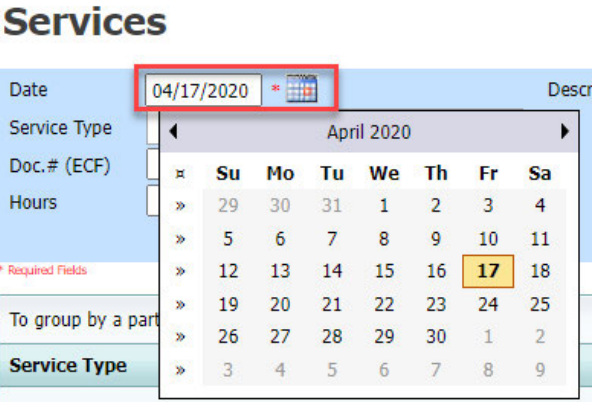 Services
Date 04/17/2020 * Descr
Service Type
Doc.# (ECF)
Hours
* Required Fields
To group by a part
Service Type
April 2020
¤ Su Mo Tu We Th Fr Sa
» 29 30 31 1 2 3 4
» 5 6 7 8 9 10 11
» 12 13 14 15 16 17 18
» 19 20 21 22 23 24 25
» 26 27 28 29 30 1 2
» 3 4 5 6 7 8 9